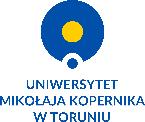 UNIWERSYTET
MIKOŁAJA KOPERNIKA
W TORUNIU